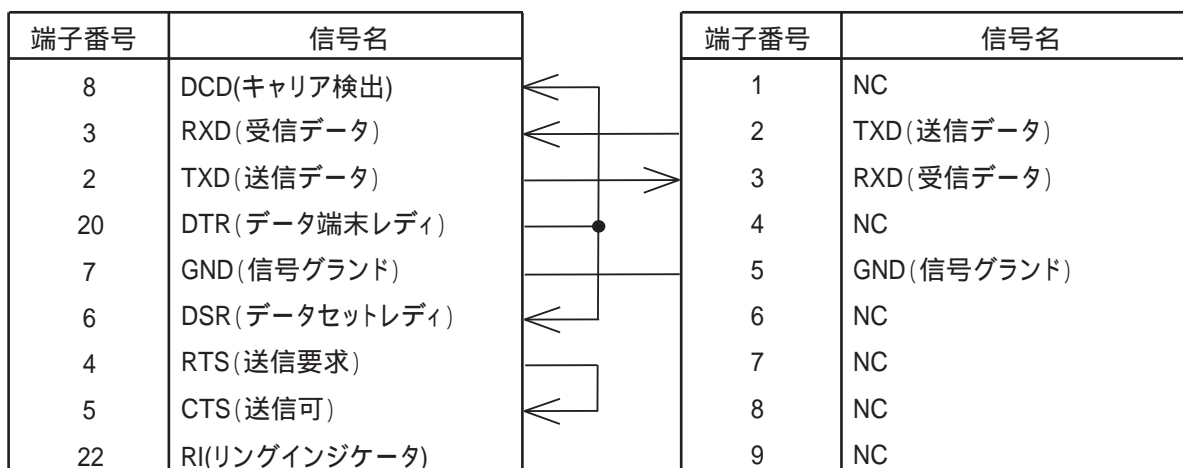 端子番号 信号名 端子番号 信号名
8 DCD(キャリア検出) 1 NC
3 RXD(受信データ) 2 TXD(送信データ)
2 TXD(送信データ) 3 RXD(受信データ)
20 DTR(データ端末レディ) 4 NC
7 GND(信号グランド) 5 GND(信号グランド)
6 DSR(データセットレディ) 6 NC
4 RTS(送信要求) 7 NC
5 CTS(送信可) 8 NC
22 RI(リングインジケータ) 9 NC